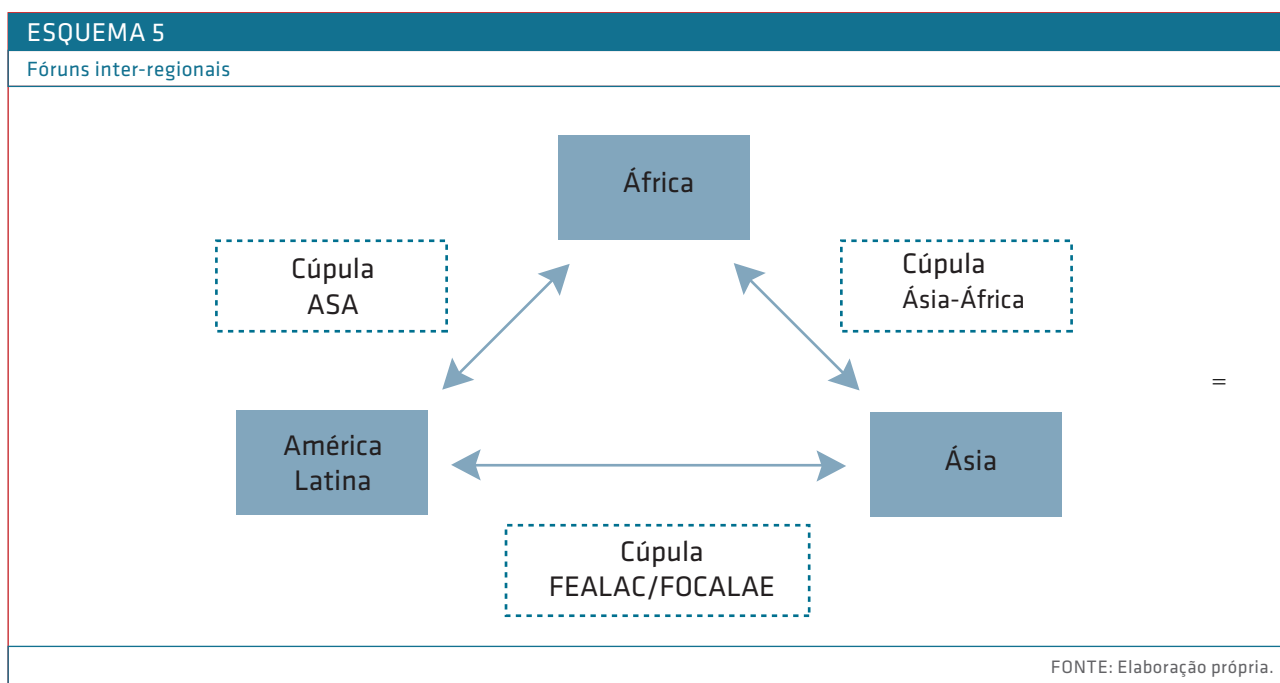 ESQUEMA 5
Fóruns inter-regionais
África
Cúpula
ASA
Cúpula
Ásia-África
=
América
Latina
Ásia
Cúpula
FEALAC/FOCALAE
FONTE: Elaboração própria.